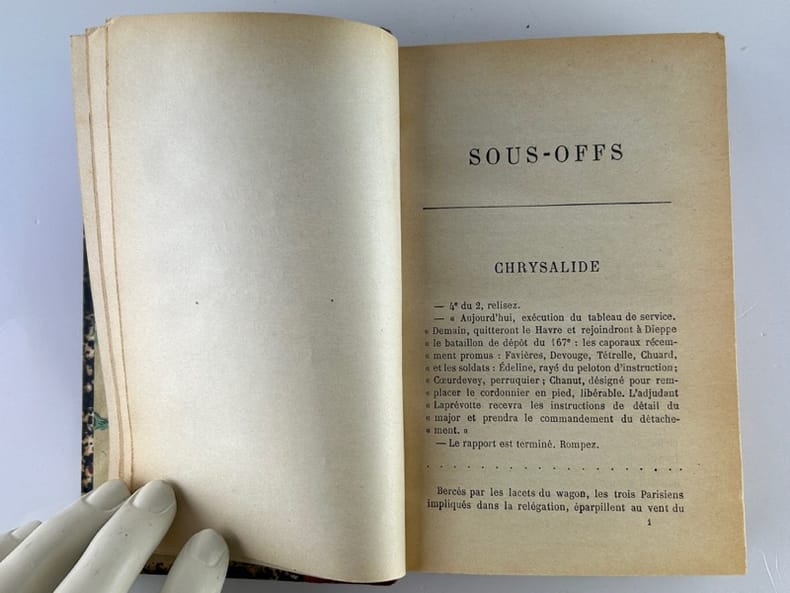 SOUS-OFFS
CHRYSALIDE
— 4e du 2, relisez.
— « Aujourd'hui, exécution du tableau de service.
« Demain, quitteront le Havre et rejoindront à Dieppe
« le bataillon de dépôt du 167e : les caporaux récem-
« ment promus : Favières, Devouge, Tétrelle, Chuard,
« et les soldats : Édeline, rayé du peloton d'instruction;
« Cœurdevey, perruquier ; Chanut, désigné pour rem-
« placer le cordonnier en pied, libérable. L'adjudant
« Laprévotte recevra les instructions de détail du
« major et prendra le commandement du détache-
« ment. »
— Le rapport est terminé. Rompez.
. . . . . . . . . . . . . . . . . . . .
Bercés par les lacets du wagon, les trois Parisiens
impliqués dans la relégation, éparpillent au vent du
1